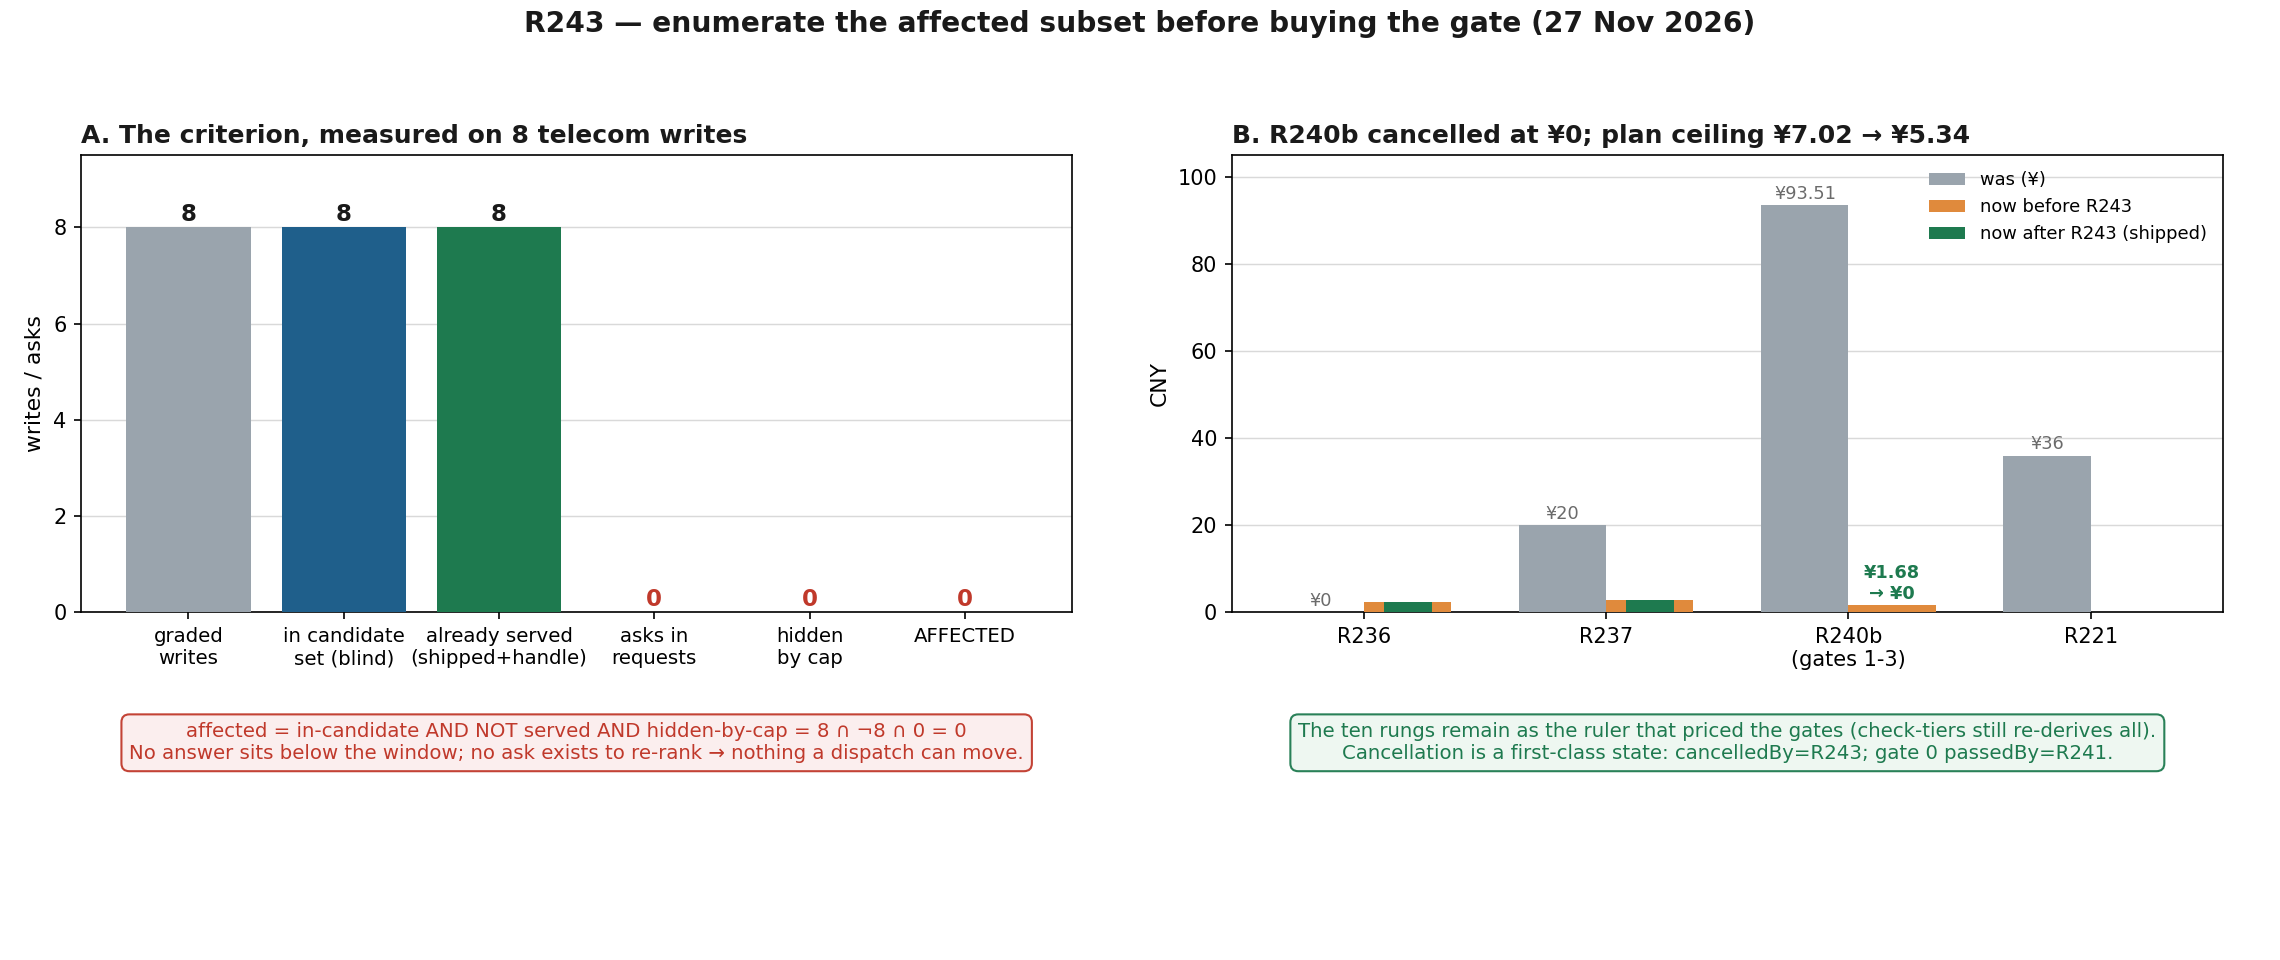 R243 — enumerate the affected subset before buying the gate (27 Nov 2026)
A. The criterion, measured on 8 telecom writes
writes / asks
8
6
4
2
0
8
8
8
0
0
0
graded
writes
in candidate
set (blind)
already served
(shipped+handle)
asks in
requests
hidden
by cap
AFFECTED
affected = in-candidate AND NOT served AND hidden-by-cap = 8 ∩ ¬8 ∩ 0 = 0
No answer sits below the window; no ask exists to re-rank → nothing a dispatch can move.
B. R240b cancelled at ¥0; plan ceiling ¥7.02 → ¥5.34
CNY
100
80
60
40
20
0
was (¥)
now before R243
now after R243 (shipped)
¥0
¥20
¥93.51
¥1.68
→ ¥0
¥36
R236
R237
R240b
(gates 1-3)
R221
The ten rungs remain as the ruler that priced the gates (check-tiers still re-derives all).
Cancellation is a first-class state: cancelledBy=R243; gate 0 passedBy=R241.